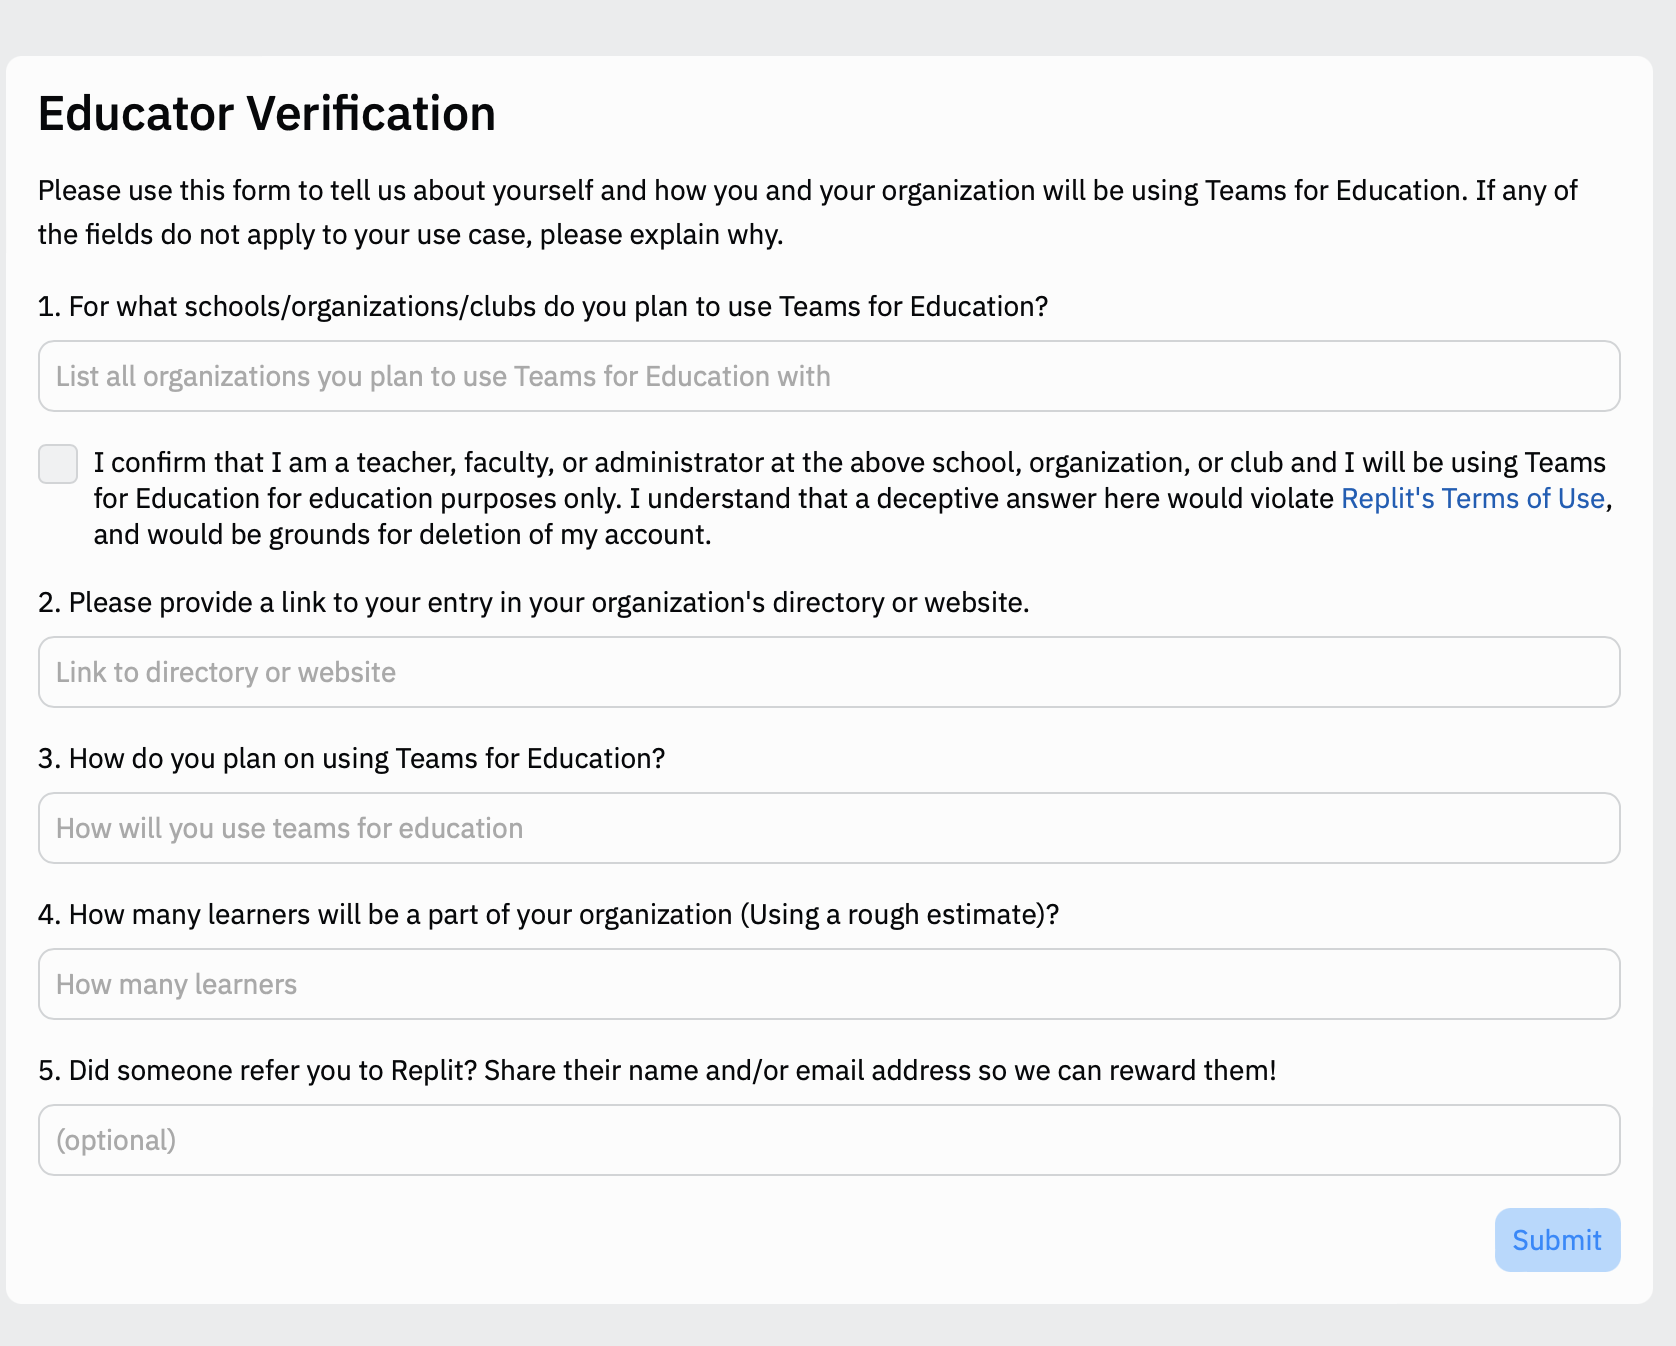 Educator Verification
Please use this form to tell us about yourself and how you and your organization will be using Teams for Education. If any of
the fields do not apply to your use case, please explain why.
1. For what schools/organizations/clubs do you plan to use Teams for Education?
List all organizations you plan to use Teams for Education with
I confirm that I am a teacher, faculty, or administrator at the above school, organization, or club and I will be using Teams
for Education for education purposes only. I understand that a deceptive answer here would violate Replit's Terms of Use,
and would be grounds for deletion of my account.
2. Please provide a link to your entry in your organization's directory or website.
Link to directory or website
3. How do you plan on using Teams for Education?
How will you use teams for education
4. How many learners will be a part of your organization (Using a rough estimate)?
How many learners
5. Did someone refer you to Replit? Share their name and/or email address so we can reward them!
(optional)
Submit